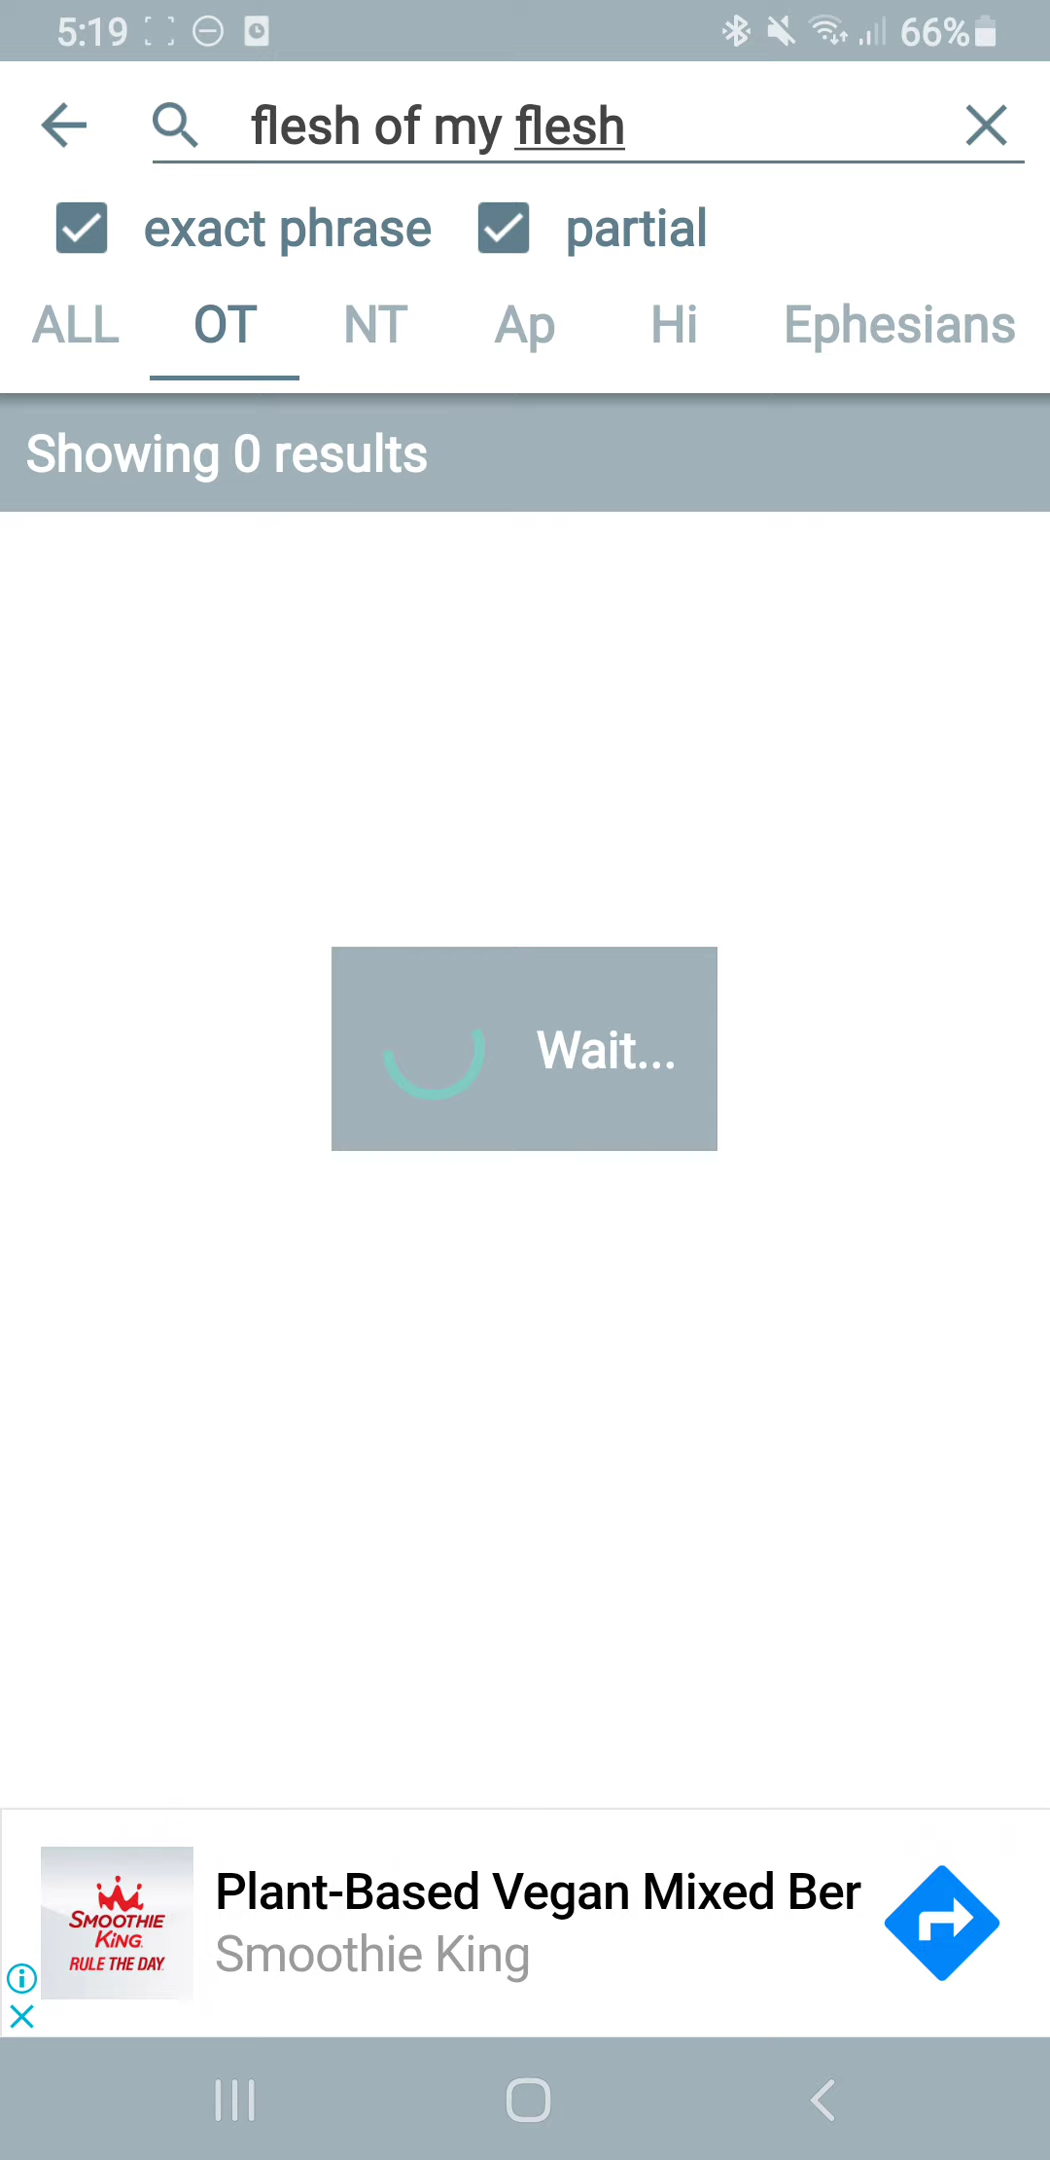 5:19 66%
flesh of my flesh
exact phrase partial
ALL OT NT Ap Hi Ephesians
Showing 0 results
Wait...
SMOOTHIE
KING
RULE THE DAY
Plant-Based Vegan Mixed Ber
Smoothie King